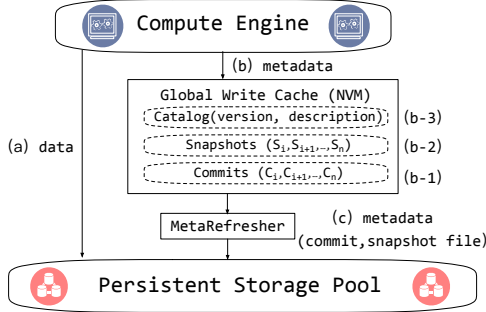 Compute Engine
(b) metadata
Global Write Cache (NVM)
Catalog(version, description)
(b-3)
Snapshots (Si,Si+1,…,Sn)
(b-2)
(a) data
Commits (Ci,Ci+1,…,Cn)
(b-1)
MetaRefresher
(c) metadata
(commit,snapshot file)
Persistent Storage Pool